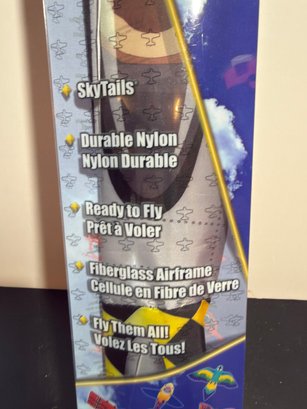 SkyTails
Durable Nylon
Nylon Durable
Ready to Fly
Prêt à Voler
Fiberglass Airframe
Cellule en Fibre de Verre
Fly Them All!
Volez Les Tous!